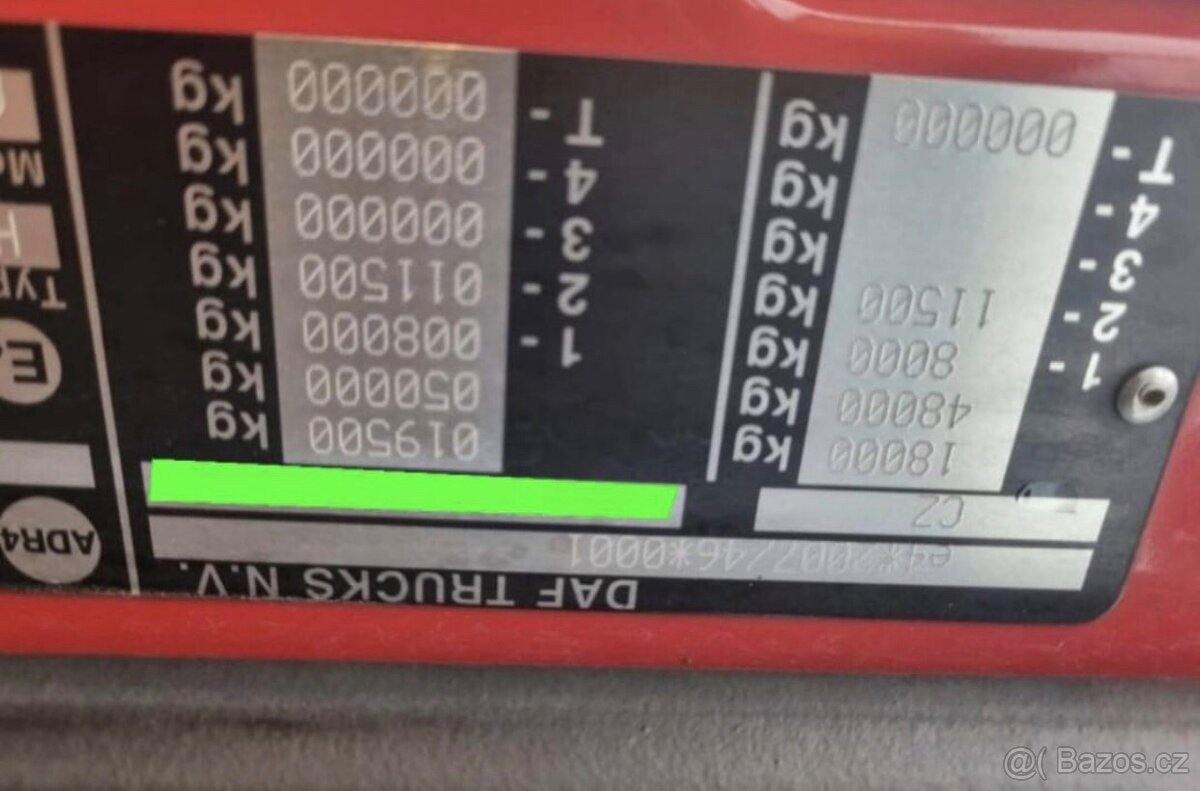 DAF TRUCKS N.V.
e4*2007/46*0001
CZ
18000 kg 019500 kg
48000 kg 050000 kg
1 - 8000 kg 1 - 008000 kg
2 - 11500 kg 2 - 011500 kg
3 - kg 3 - 000000 kg
4 - kg 4 - 000000 kg
T - 000000 kg T - 000000 kg
ADR4
Typ
H
@( Bazos.cz